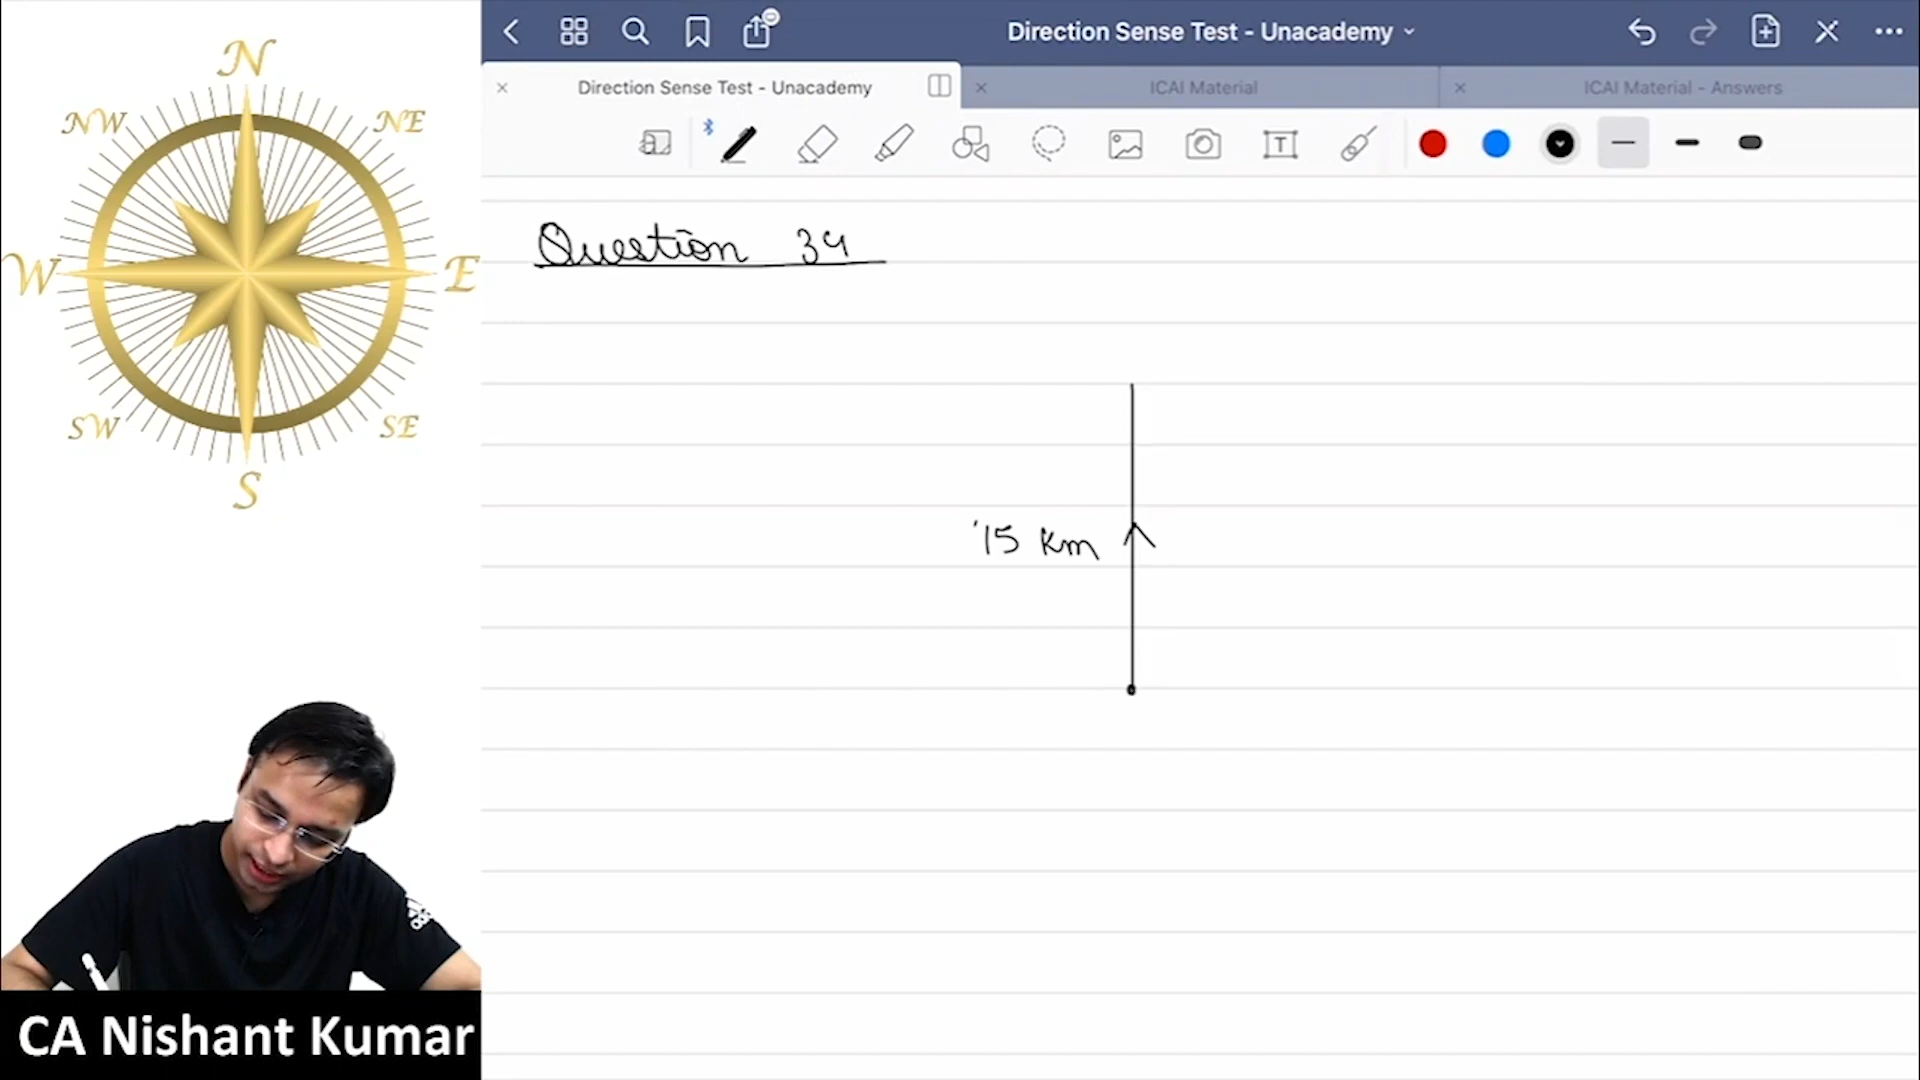 N
NW NE
W E
SW SE
S
Direction Sense Test - Unacademy
Direction Sense Test - Unacademy
ICAI Material
ICAI Material - Answers
T
Question 34
15 Km
adidas
CA Nishant Kumar